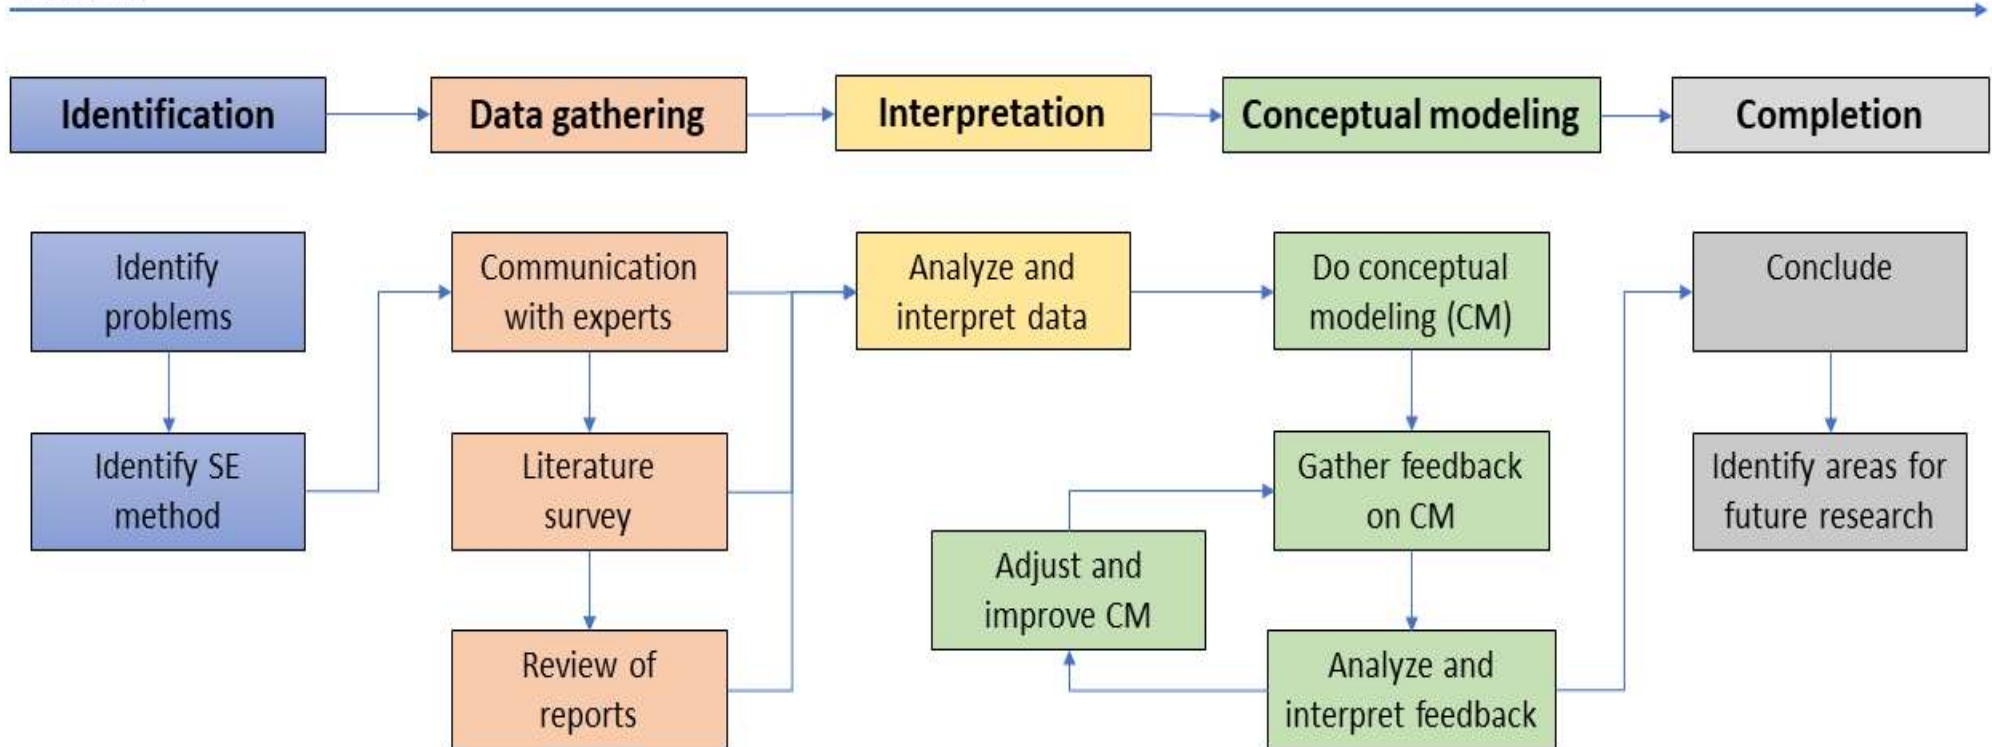 Identification
Data gathering
Interpretation
Conceptual modeling
Completion
Identify
problems
Identify SE
method
Communication
with experts
Literature
survey
Review of
reports
Analyze and
interpret data
Do conceptual
modeling (CM)
Gather feedback
on CM
Adjust and
improve CM
Analyze and
interpret feedback
Conclude
Identify areas for
future research